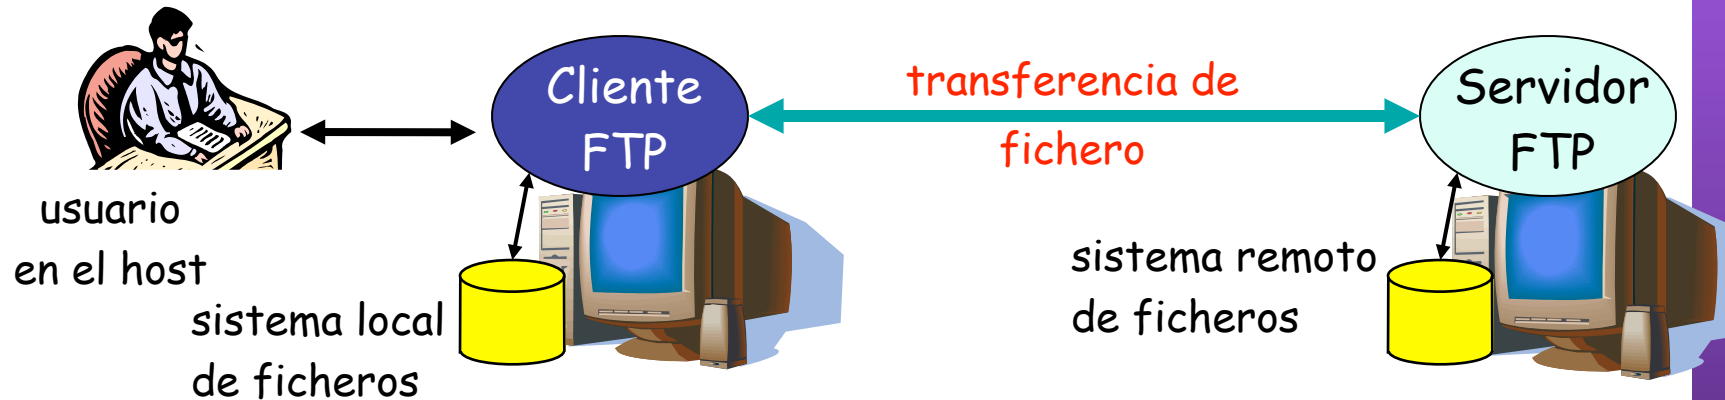 usuario
en el host
sistema local
de ficheros
Cliente
FTP
transferencia de
fichero
Servidor
FTP
sistema remoto
de ficheros